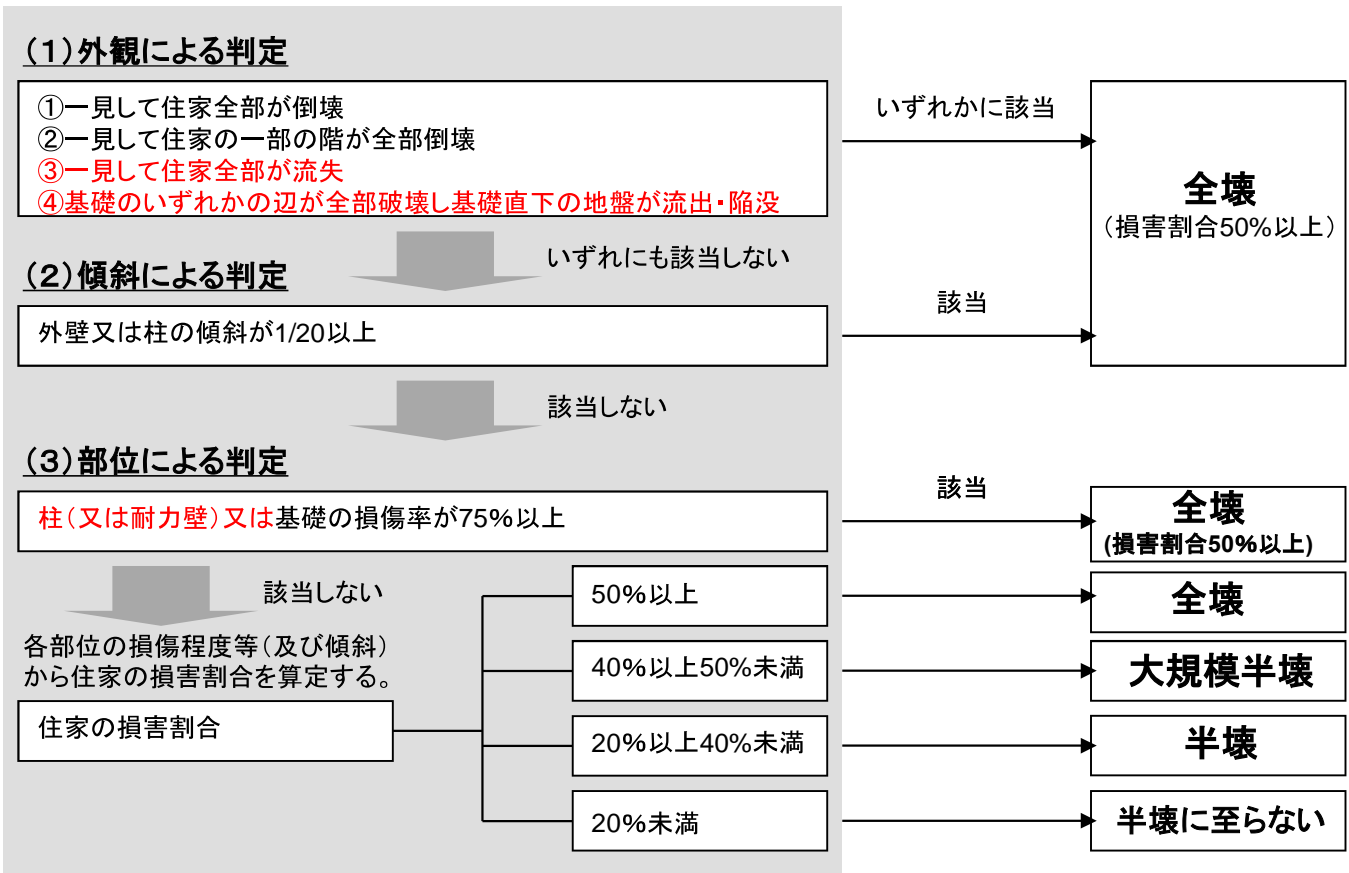 （1）外観による判定
①一見して住家全部が倒壊
②一見して住家の一部の階が全部倒壊
③一見して住家全部が流失
④基礎のいずれかの辺が全部破壊し基礎直下の地盤が流出・陥没
いずれかに該当
全壊
（損害割合50%以上）
いずれにも該当しない
（2）傾斜による判定
外壁又は柱の傾斜が1/20以上
該当
該当しない
（3）部位による判定
柱（又は耐力壁）又は基礎の損傷率が75%以上
該当
全壊
(損害割合50%以上)
該当しない
各部位の損傷程度等（及び傾斜）
から住家の損害割合を算定する。
住家の損害割合
50%以上
全壊
40%以上50%未満
大規模半壊
20%以上40%未満
半壊
20%未満
半壊に至らない